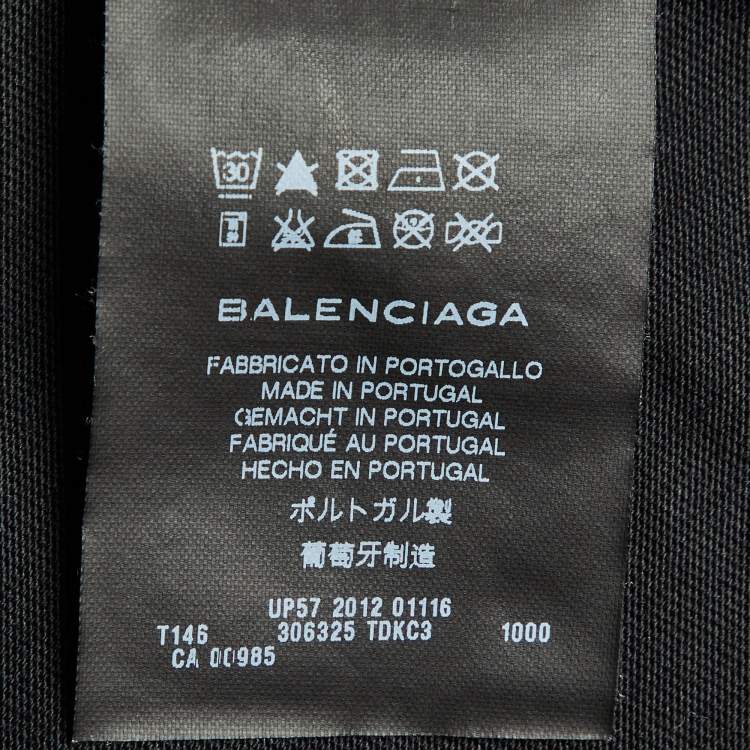 30
BALENCIAGA
FABBRICATO IN PORTOGALLO
MADE IN PORTUGAL
GEMACHT IN PORTUGAL
FABRIQUÉ AU PORTUGAL
HECHO EN PORTUGAL
ポルトガル製
葡萄牙制造
UP57 2012 01116
T146 306325 TDKC3 1000
CA 00985